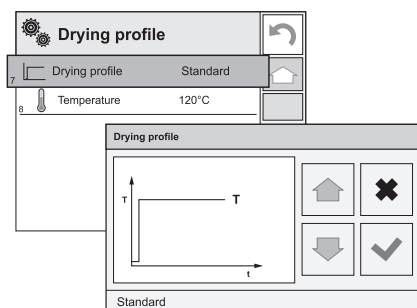 Drying profile
7 Drying profile Standard
8 Temperature 120°C
Drying profile
T T
t
Standard